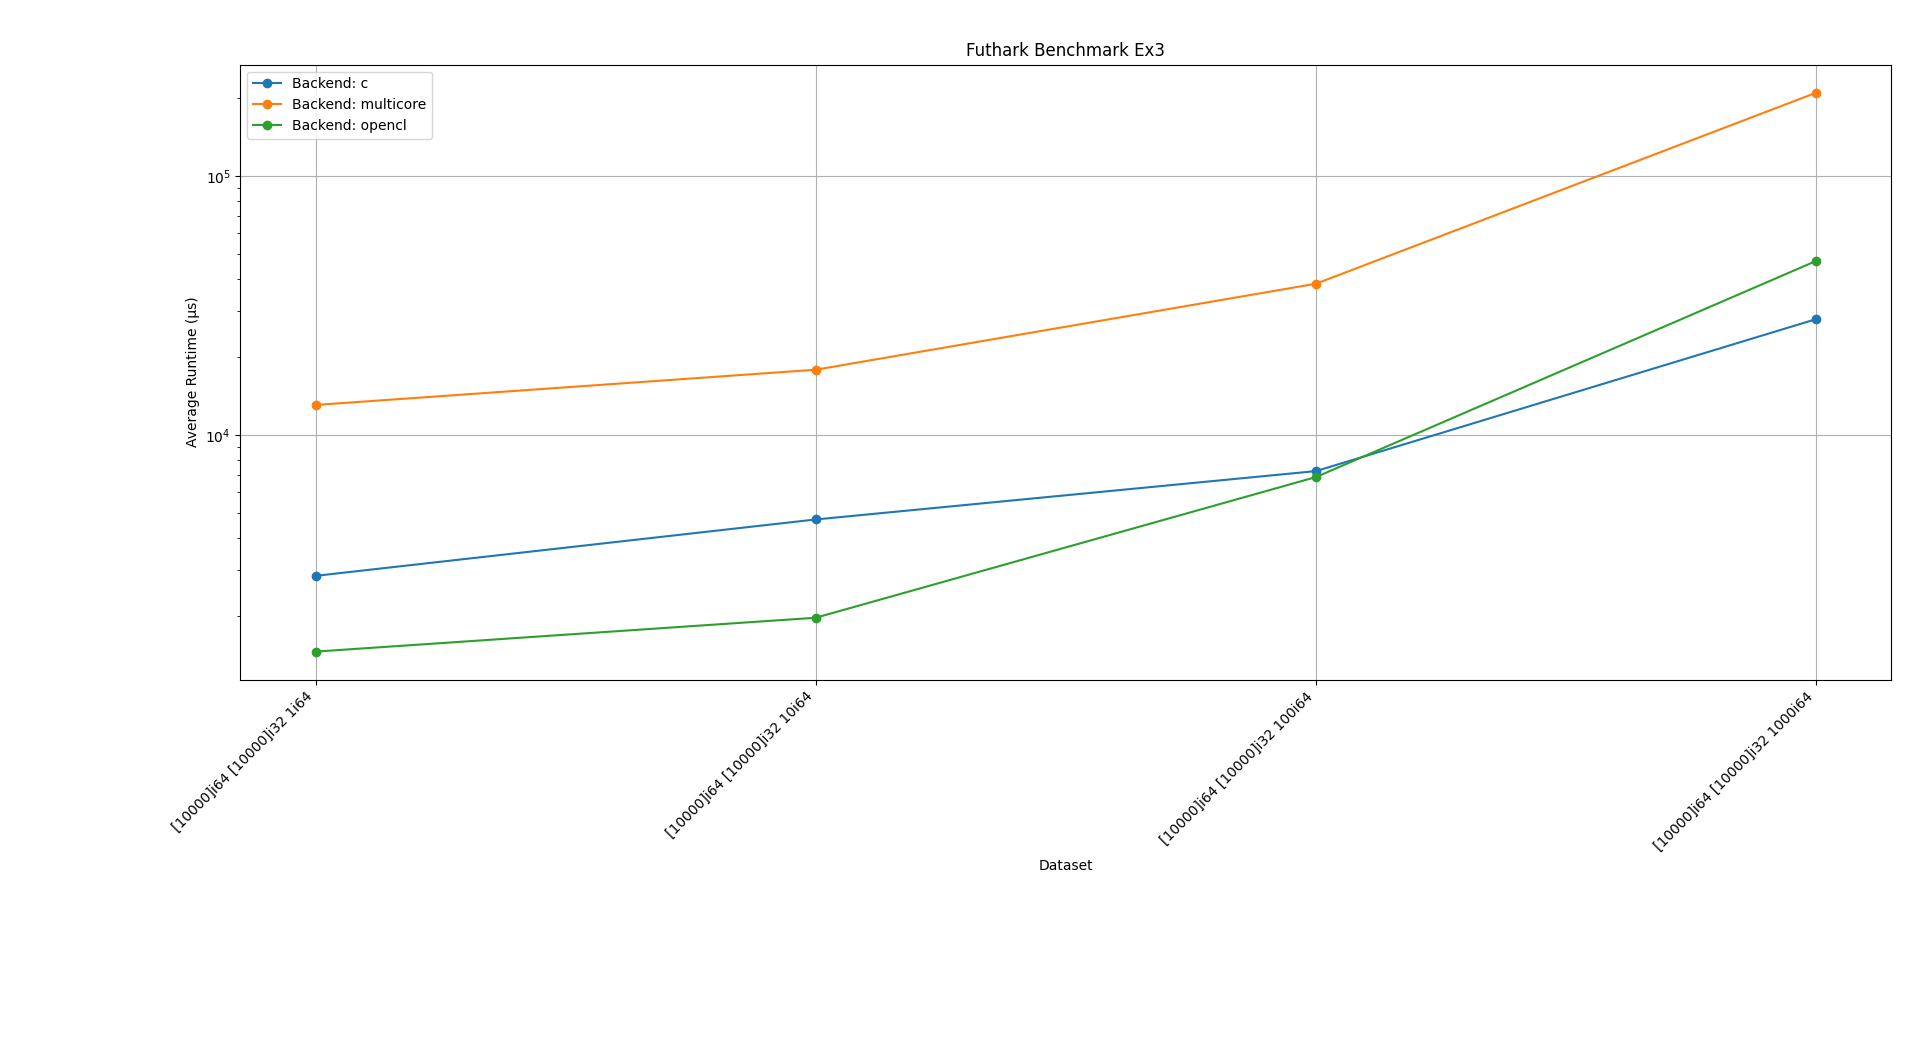 Futhark Benchmark Ex3
Backend: c
Backend: multicore
Backend: opencl
10⁵
10⁴
Average Runtime (μs)
[10000]i64 [10000]i32 1i64
[10000]i64 [10000]i32 10i64
[10000]i64 [10000]i32 100i64
[10000]i64 [10000]i32 1000i64
Dataset